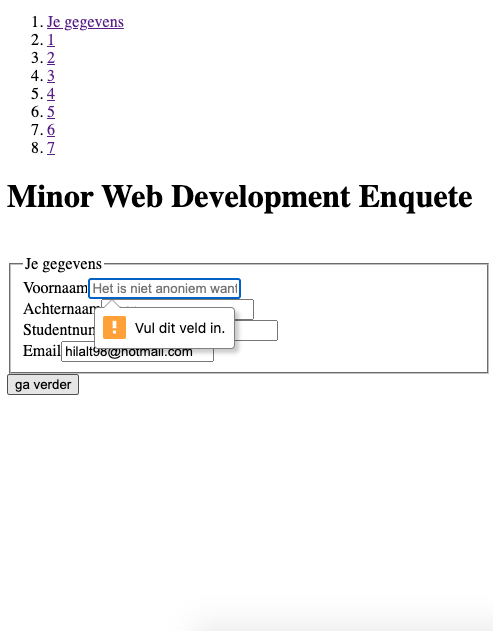 1. Je gegevens
2. 1
3. 2
4. 3
5. 4
6. 5
7. 6
8. 7
Minor Web Development Enquete
Je gegevens
Voornaam Het is niet anoniem want
Achternaam
Vul dit veld in.
Email hilalt98@hotmail.com
ga verder